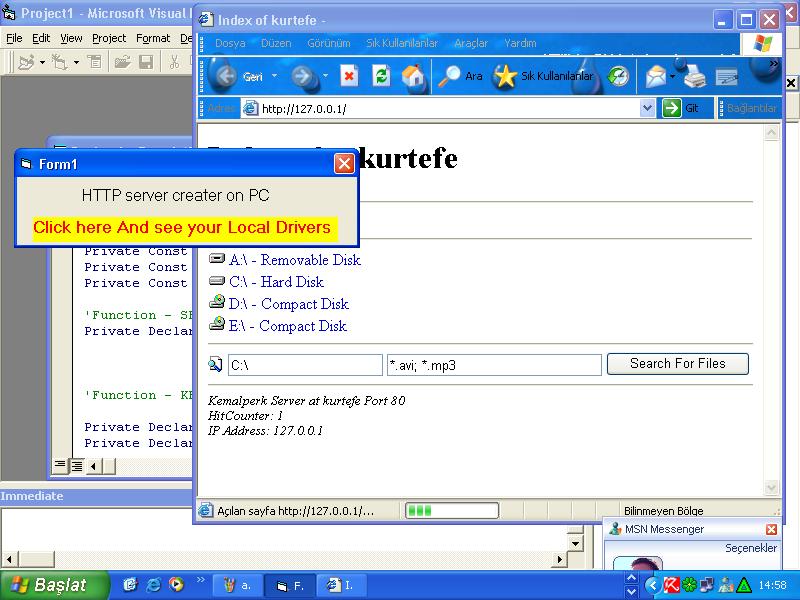 Project1 - Microsoft Visual
File Edit View Project Format
Index of kurtefe -
Dosya Düzen Görünüm Sık Kullanılanlar Araçlar Yardım
Geri Ara Sık Kullanılanlar
Adres http://127.0.0.1/ Git Bağlantılar
kurtefe
Form1
HTTP server creater on PC
Click here And see your Local Drivers
Private Const
Private Const
Private Const
'Function -
Private Declar
'Function -
Private Declar
Private Declar
A:\ - Removable Disk
C:\ - Hard Disk
D:\ - Compact Disk
E:\ - Compact Disk
C:\ *.avi; *.mp3 Search For Files
Kemalperk Server at kurtefe Port 80
HitCounter: 1
IP Address: 127.0.0.1
Açılan sayfa http://127.0.0.1/... Bilinmeyen Bölge
Immediate
MSN Messenger
Seçenekler
Başlat a. F. I. 14:58